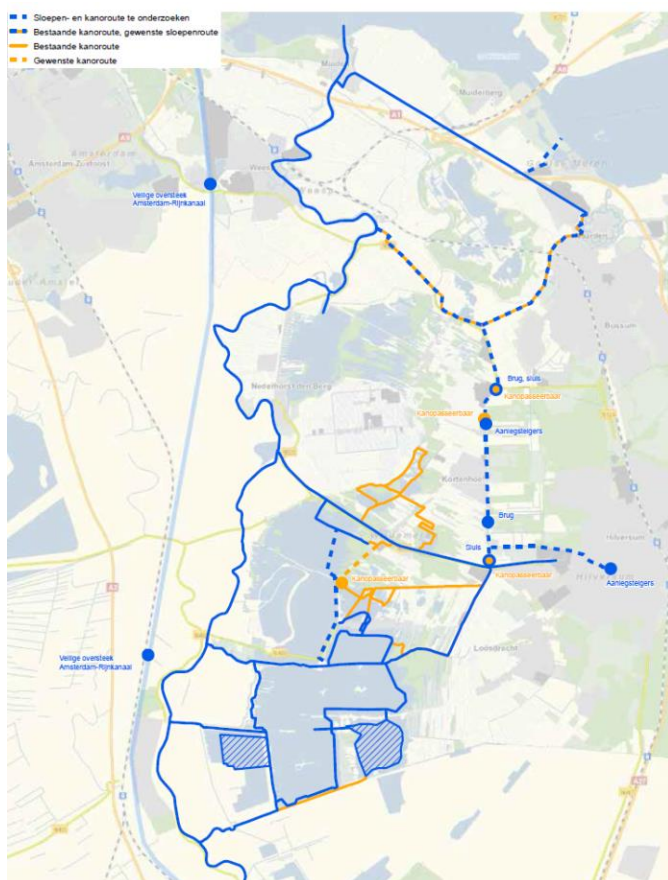 Sloepen- en kanoroute te onderzoeken
Bestaande kanoroute, gewenste sloepenroute
Bestaande kanoroute
Gewenste kanoroute
Muiderberg
Weesp
Veilige oversteek
Amsterdam-Rijnkanaal
Bussum
Nederhorst den Berg
Brug, sluis
Kanopasseerbaar
Kanopasseerbaar
Aanlegsteigers
Kortenhoef
Brug
Sluis
Hilversum
Kanopasseerbaar
Kanopasseerbaar
Aanlegsteigers
Loosdrecht
Veilige oversteek
Amsterdam-Rijnkanaal